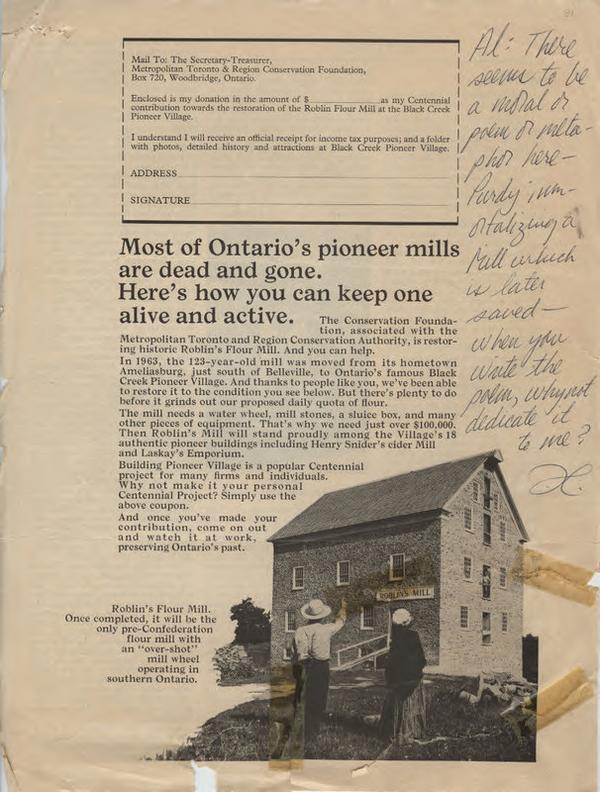 Mail To: The Secretary-Treasurer,
Metropolitan Toronto & Region Conservation Foundation,
Box 720, Woodbridge, Ontario.
Enclosed is my donation in the amount of $ as my Centennial
contribution towards the restoration of the Roblin Flour Mill at the Black Creek
Pioneer Village.
I understand I will receive an official receipt for income tax purposes; and a folder
with photos, detailed history and attractions at Black Creek Pioneer Village.
ADDRESS
SIGNATURE
Al: There
seems to be
a moral or
poem or meta-
phor here—
Purdy imm-
ortalizing a
Mill which
is later
saved—
When you
write the
poem, why not
dedicate it
to me?
Most of Ontario's pioneer mills
are dead and gone.
Here's how you can keep one
alive and active.
The Conservation Founda-
tion, associated with the
Metropolitan Toronto and Region Conservation Authority, is restor-
ing historic Roblin's Flour Mill. And you can help.
In 1963, the 123-year-old mill was moved from its hometown
Ameliasburg, just south of Belleville, to Ontario's famous Black
Creek Pioneer Village. And thanks to people like you, we've been able
to restore it to the condition you see below. But there's plenty to do
before it grinds out our proposed daily quota of flour.
The mill needs a water wheel, mill stones, a sluice box, and many
other pieces of equipment. That's why we need just over $100,000.
Then Roblin's Mill will stand proudly among the Village's 18
authentic pioneer buildings including Henry Snider's cider Mill
and Laskay's Emporium.
Building Pioneer Village is a popular Centennial
project for many firms and individuals.
Why not make it your personal
Centennial Project? Simply use the
above coupon.
And once you've made your
contribution, come on out
and watch it at work,
preserving Ontario's past.
ROBLIN'S MILL
Roblin's Flour Mill.
Once completed, it will be the
only pre-Confederation
flour mill with
an "over-shot"
mill wheel
operating in
southern Ontario.